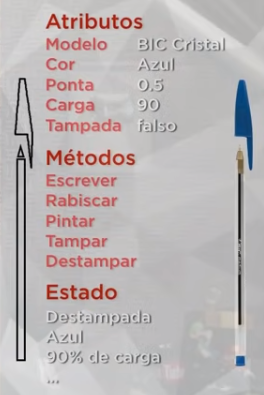 Atributos
Modelo BIC Cristal
Cor Azul
Ponta 0.5
Carga 90
Tampada falso
Métodos
Escrever
Rabiscar
Pintar
Tampar
Destampar
Estado
Destampada
Azul
90% de carga
...